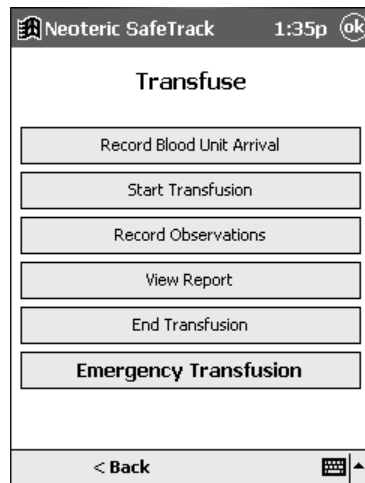 Neoteric SafeTrack 1:35p ok
Transfuse
Record Blood Unit Arrival
Start Transfusion
Record Observations
View Report
End Transfusion
Emergency Transfusion
< Back